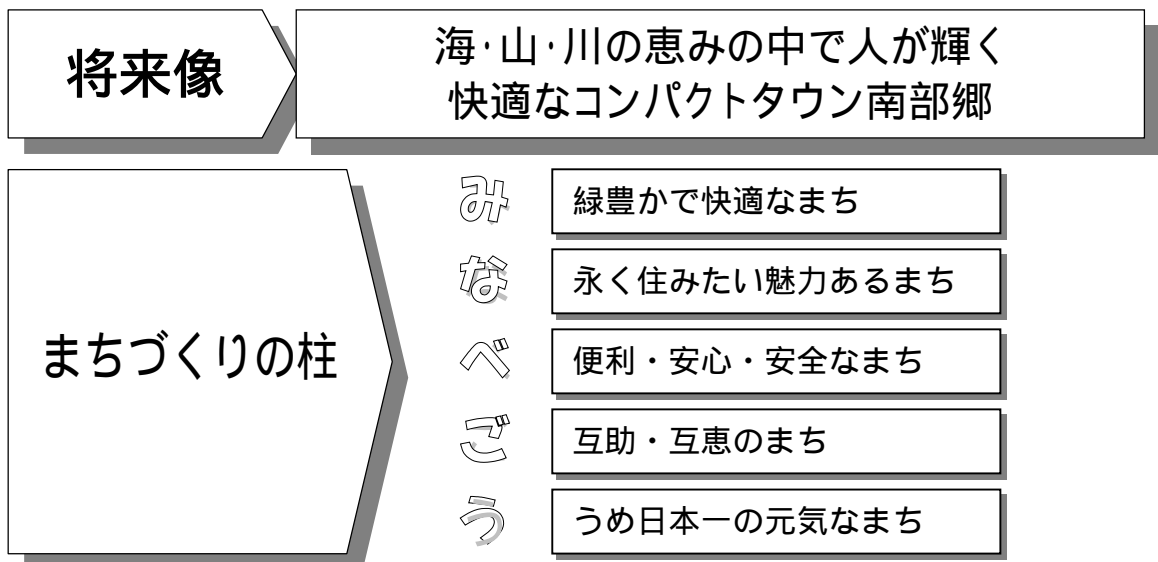 将来像
海・山・川の恵みの中で人が輝く
快適なコンパクトタウン南部郷
まちづくりの柱
み
緑豊かで快適なまち
な
永く住みたい魅力あるまち
べ
便利・安心・安全なまち
ご
互助・互恵のまち
う
うめ日本一の元気なまち